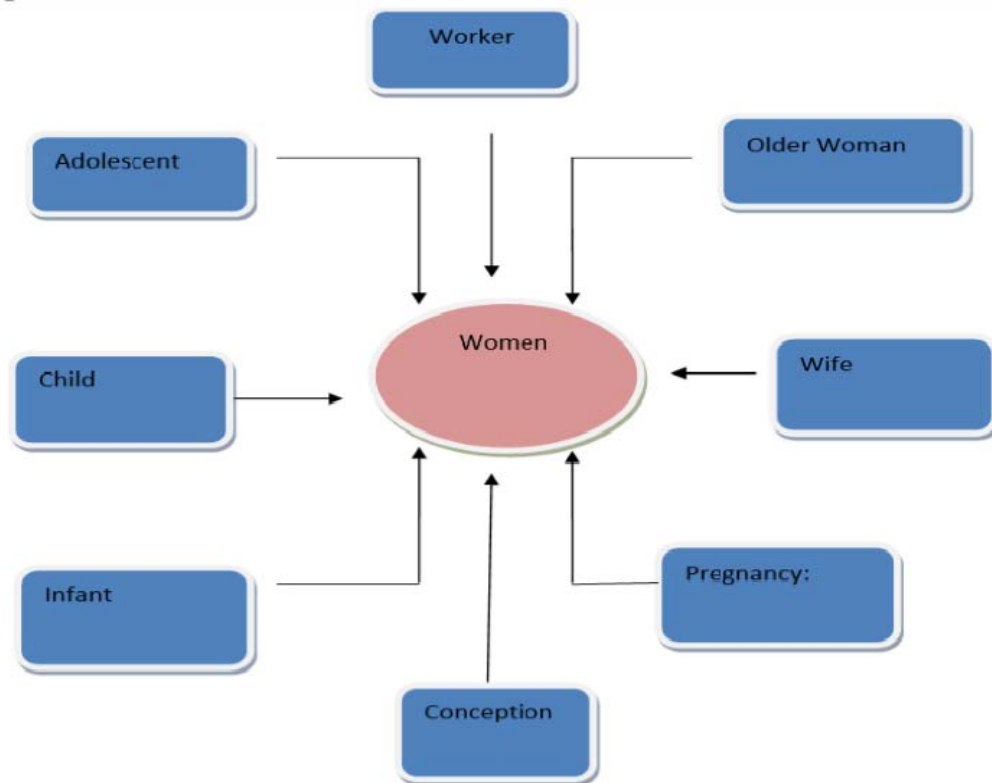 Worker
Adolescent
Older Woman
Women
Child
Wife
Infant
Pregnancy:
Conception